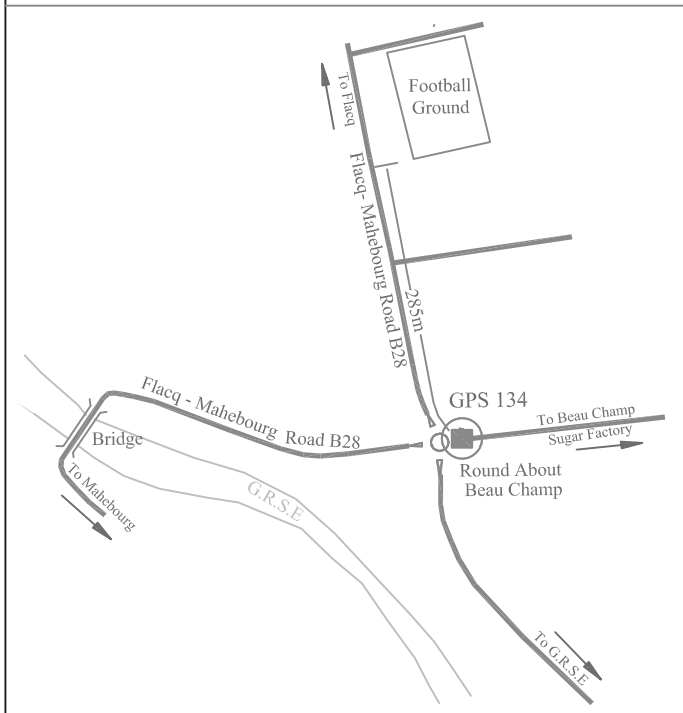 Football
Ground
To Flacq
Flacq- Mahebourg Road B28
285m
GPS 134
To Beau Champ
Sugar Factory
Flacq - Mahebourg Road B28
Bridge
To Mahebourg
G.R.S.E
Round About
Beau Champ
To G.R.S.E